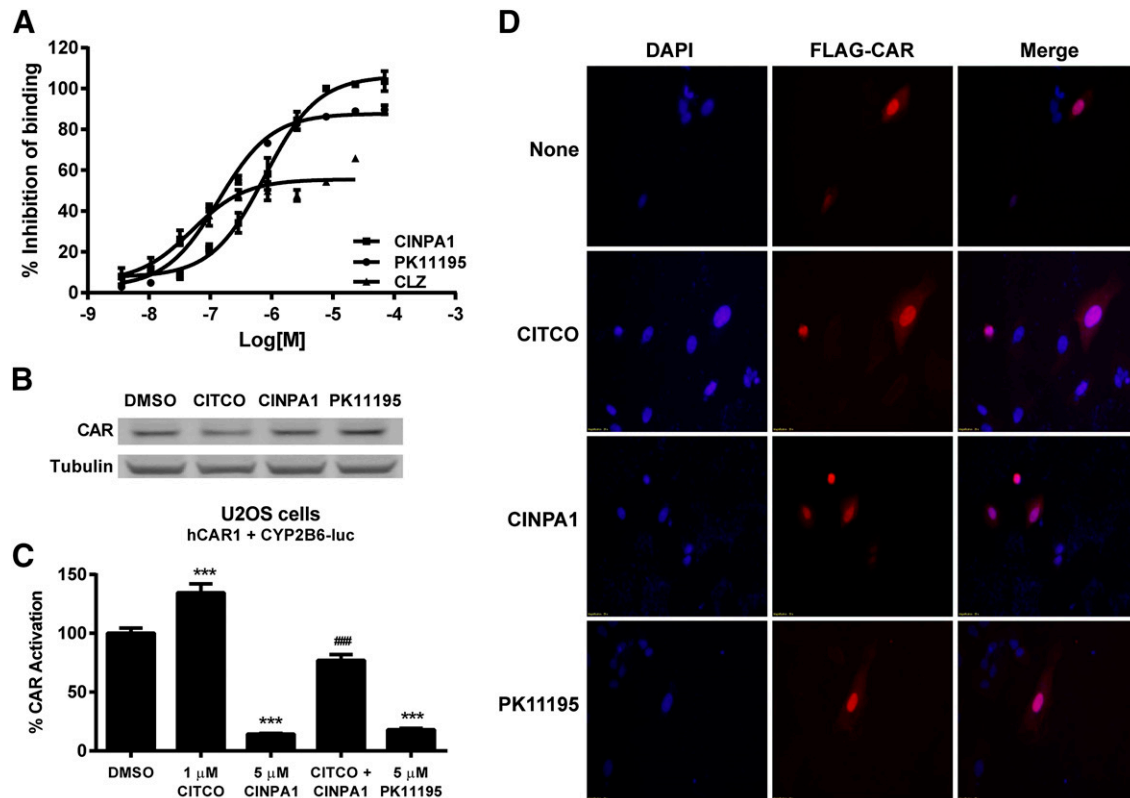 A
120
100
80
60
40
20
0
% Inhibition of binding
-9 -8 -7 -6 -5 -4 -3
Log[M]
CINPA1
PK11195
CLZ
B
DMSO CITCO CINPA1 PK11195
CAR
Tubulin
U2OS cells
hCAR1 + CYP2B6-luc
C
150
100
50
0
% CAR Activation
***
***
###
***
DMSO
1 µM CITCO
5 µM CINPA1
CITCO + CINPA1
5 µM PK11195
D
DAPI FLAG-CAR Merge
None
CITCO
CINPA1
PK11195